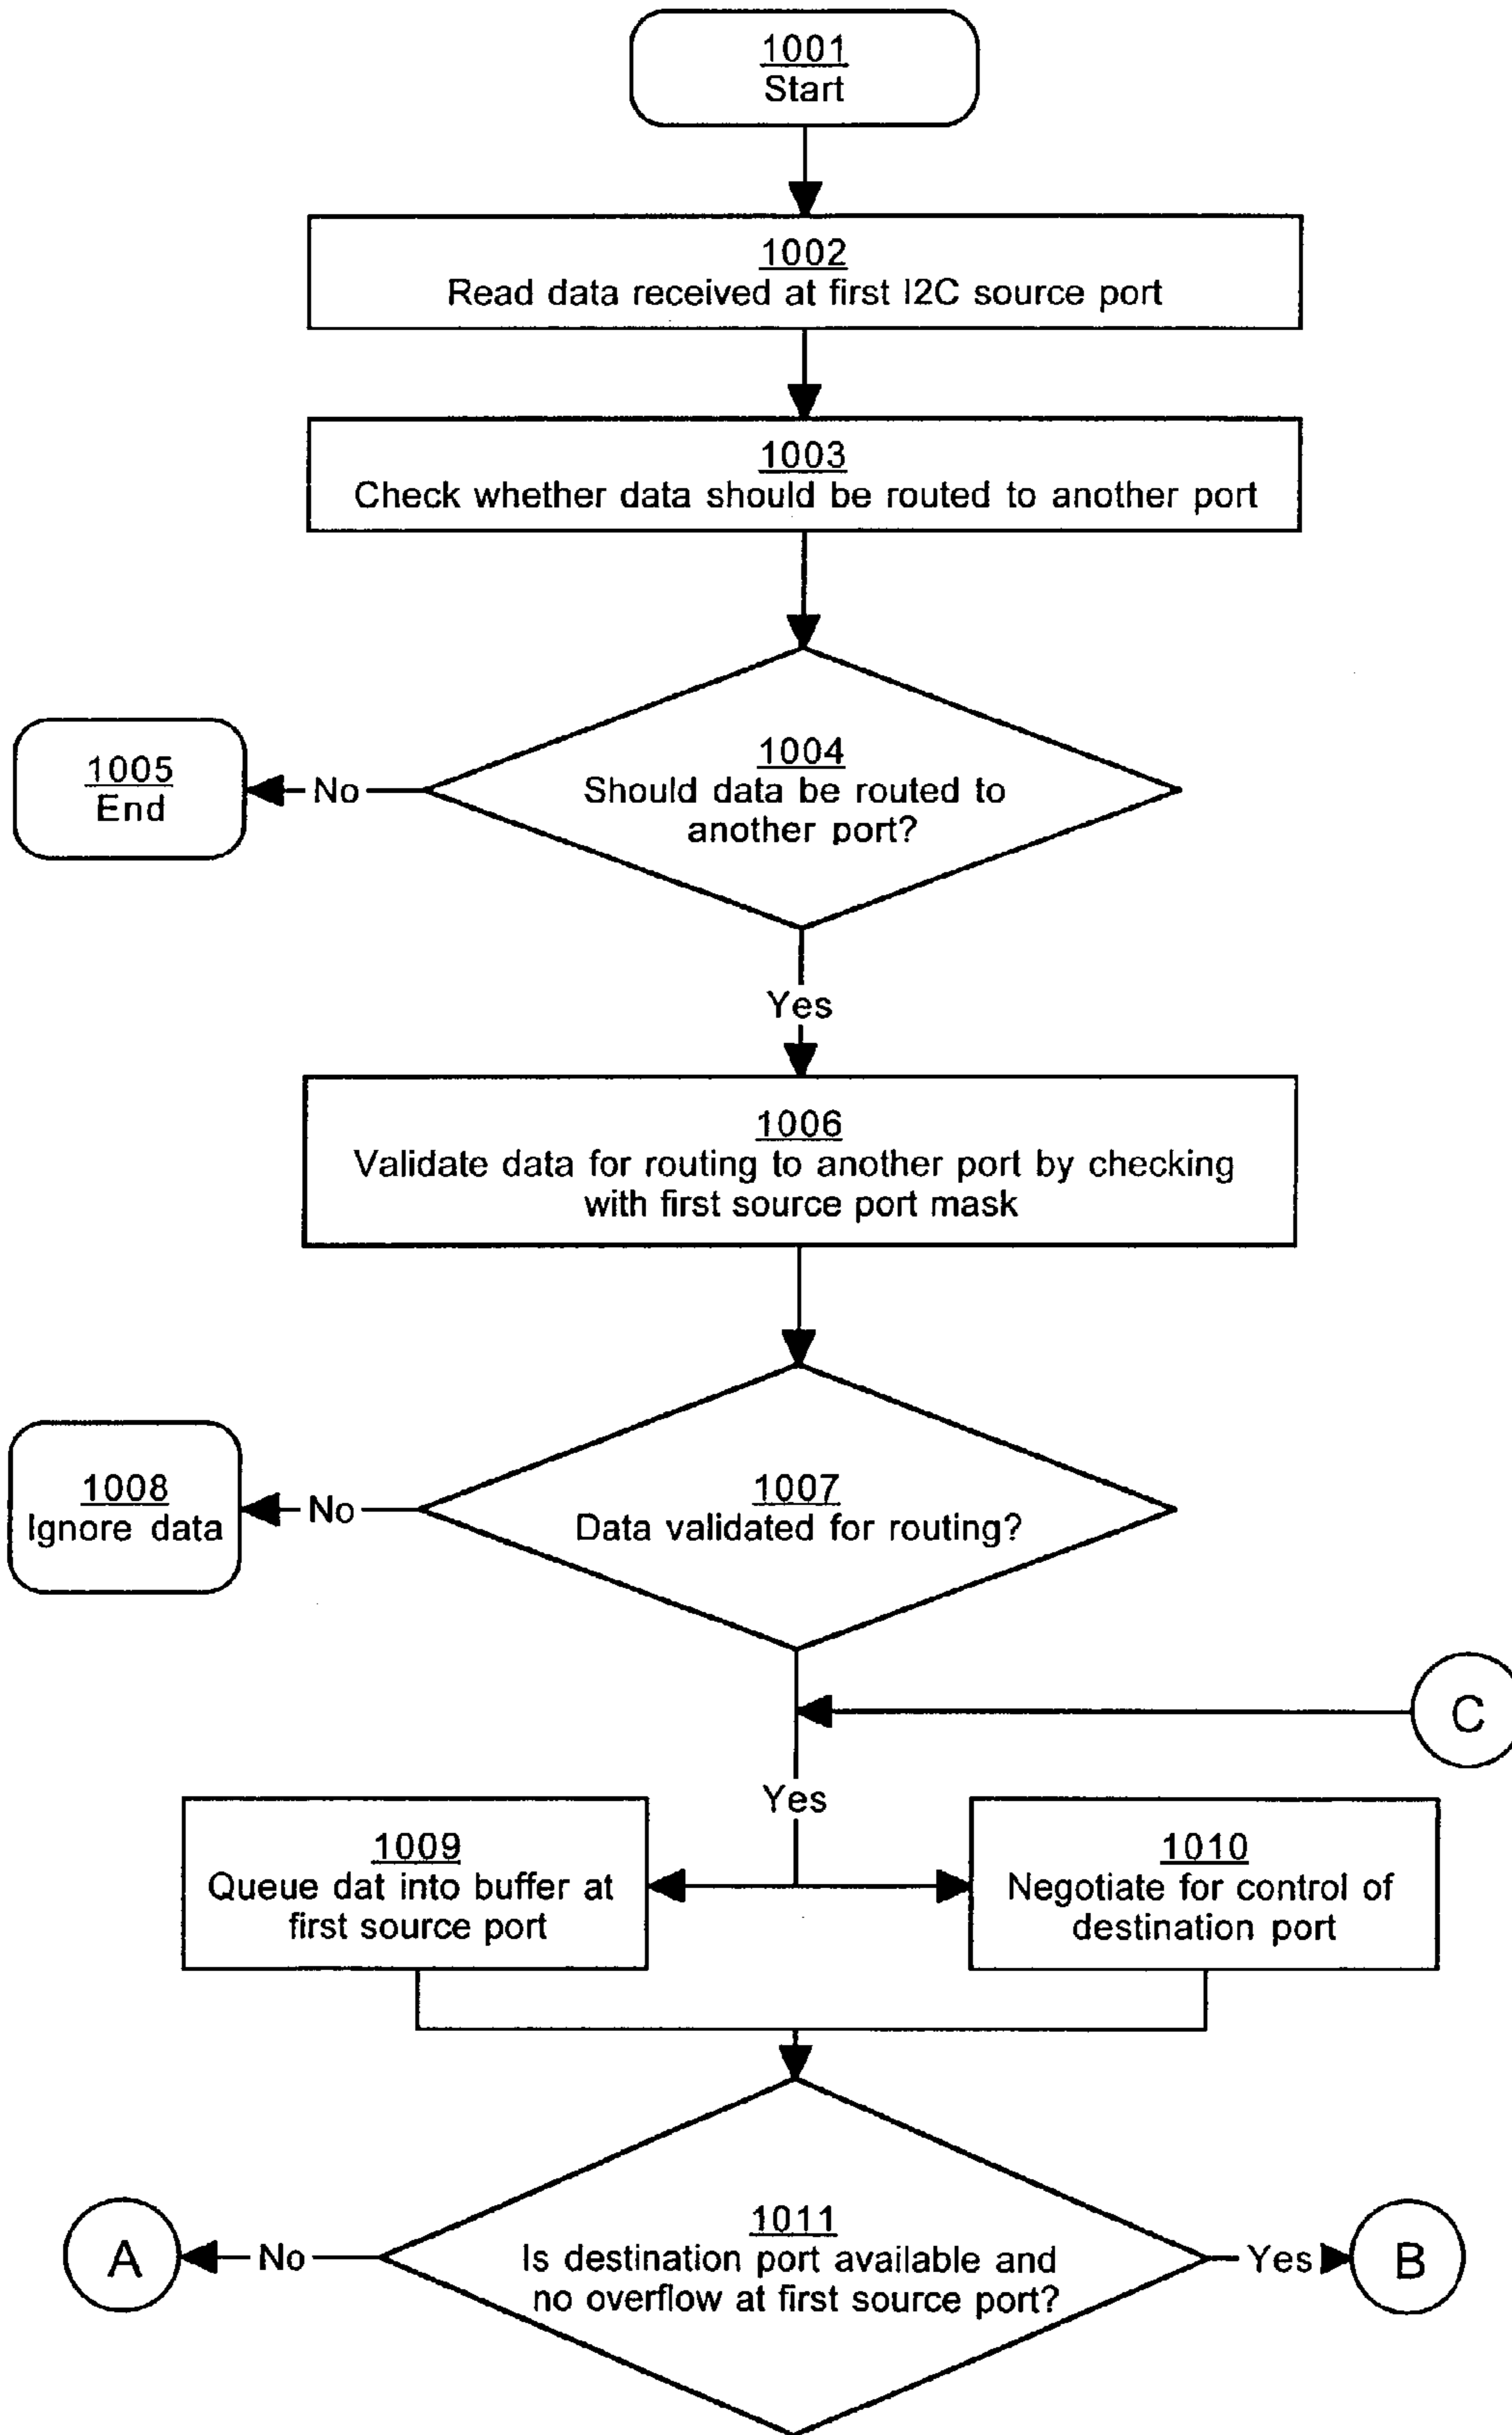 1001
Start
1002
Read data received at first I2C source port
1003
Check whether data should be routed to another port
1004
Should data be routed to
another port?
No
1005
End
Yes
1006
Validate data for routing to another port by checking
with first source port mask
1007
Data validated for routing?
No
1008
Ignore data
C
Yes
1009
Queue dat into buffer at
first source port
1010
Negotiate for control of
destination port
1011
Is destination port available and
no overflow at first source port?
No
A
Yes
B